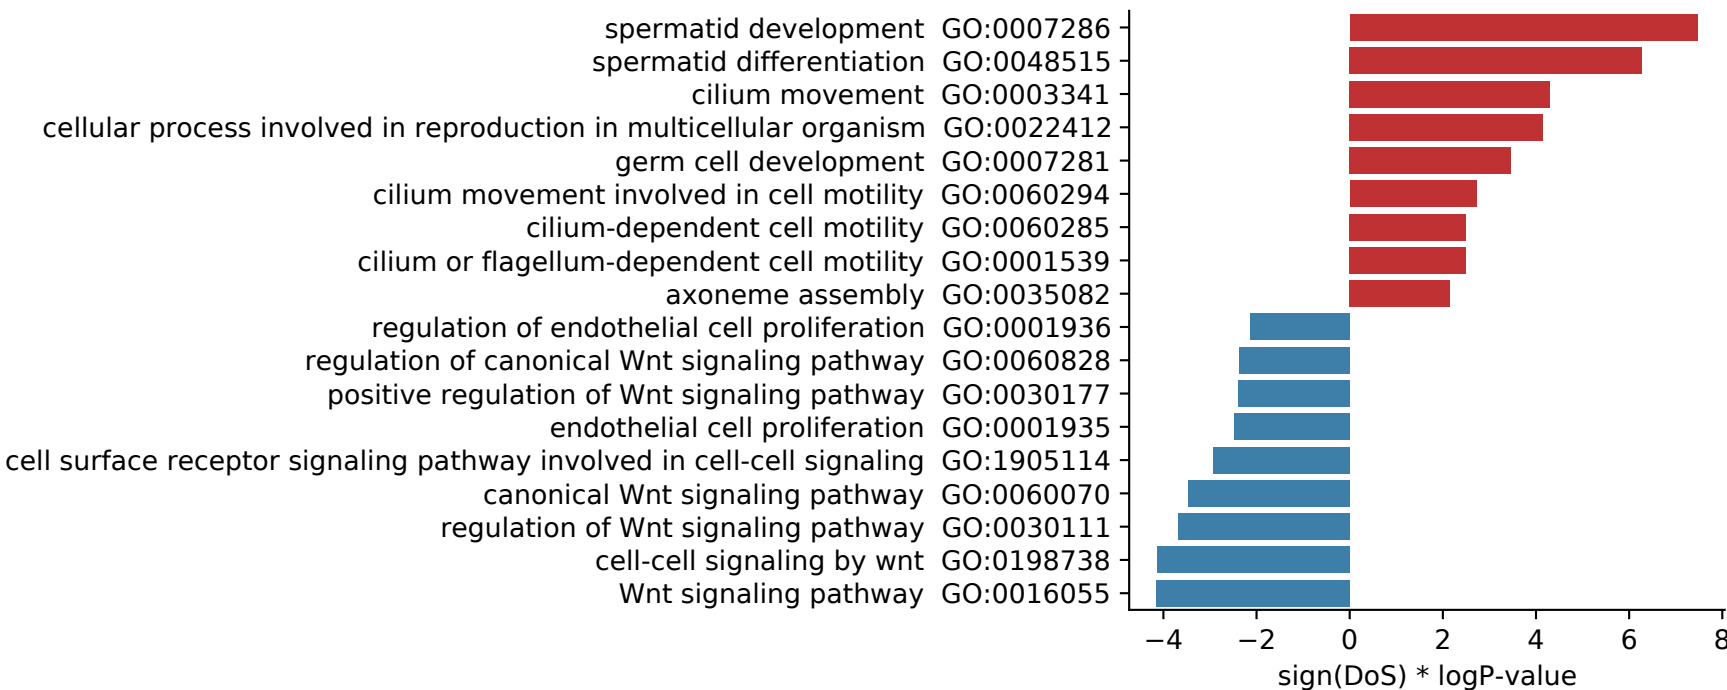 spermatid development GO:0007286
spermatid differentiation GO:0048515
cilium movement GO:0003341
cellular process involved in reproduction in multicellular organism GO:0022412
germ cell development GO:0007281
cilium movement involved in cell motility GO:0060294
cilium-dependent cell motility GO:0060285
cilium or flagellum-dependent cell motility GO:0001539
axoneme assembly GO:0035082
regulation of endothelial cell proliferation GO:0001936
regulation of canonical Wnt signaling pathway GO:0060828
positive regulation of Wnt signaling pathway GO:0030177
endothelial cell proliferation GO:0001935
cell surface receptor signaling pathway involved in cell-cell signaling GO:1905114
canonical Wnt signaling pathway GO:0060070
regulation of Wnt signaling pathway GO:0030111
cell-cell signaling by wnt GO:0198738
Wnt signaling pathway GO:0016055
−4 −2 0 2 4 6 8
sign(DoS) * logP-value